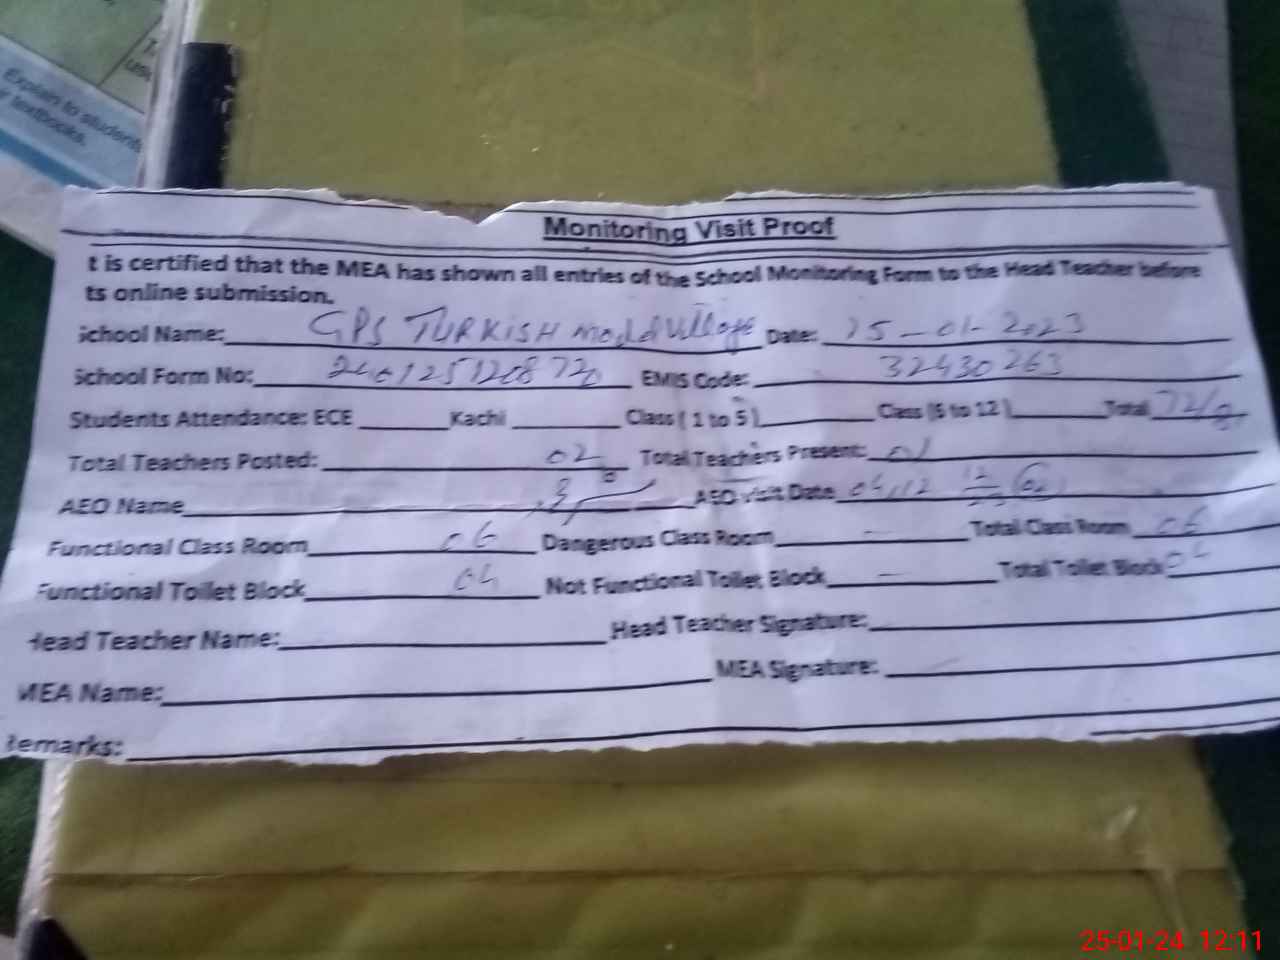 Explain to students
r textbooks.
Monitoring Visit Proof
t is certified that the MEA has shown all entries of the School Monitoring Form to the Head Teacher before
ts online submission.
School Name: GPS TURKISH Date: 25-01-2023
School Form No: EMIS Code: 32430263
Students Attendance: ECE Kachi Class ( 1 to 5 ) Class (6 to 12 ) Total
Total Teachers Posted: 02 Total Teachers Present: 01
AEO Name AEO visit Date
Functional Class Room 06 Dangerous Class Room - Total Class Room 06
Functional Toilet Block 04 Not Functional Toilet Block - Total Toilet Block 04
Head Teacher Name: Head Teacher Signature:
MEA Name: MEA Signature:
Remarks:
25-01-24 12:11